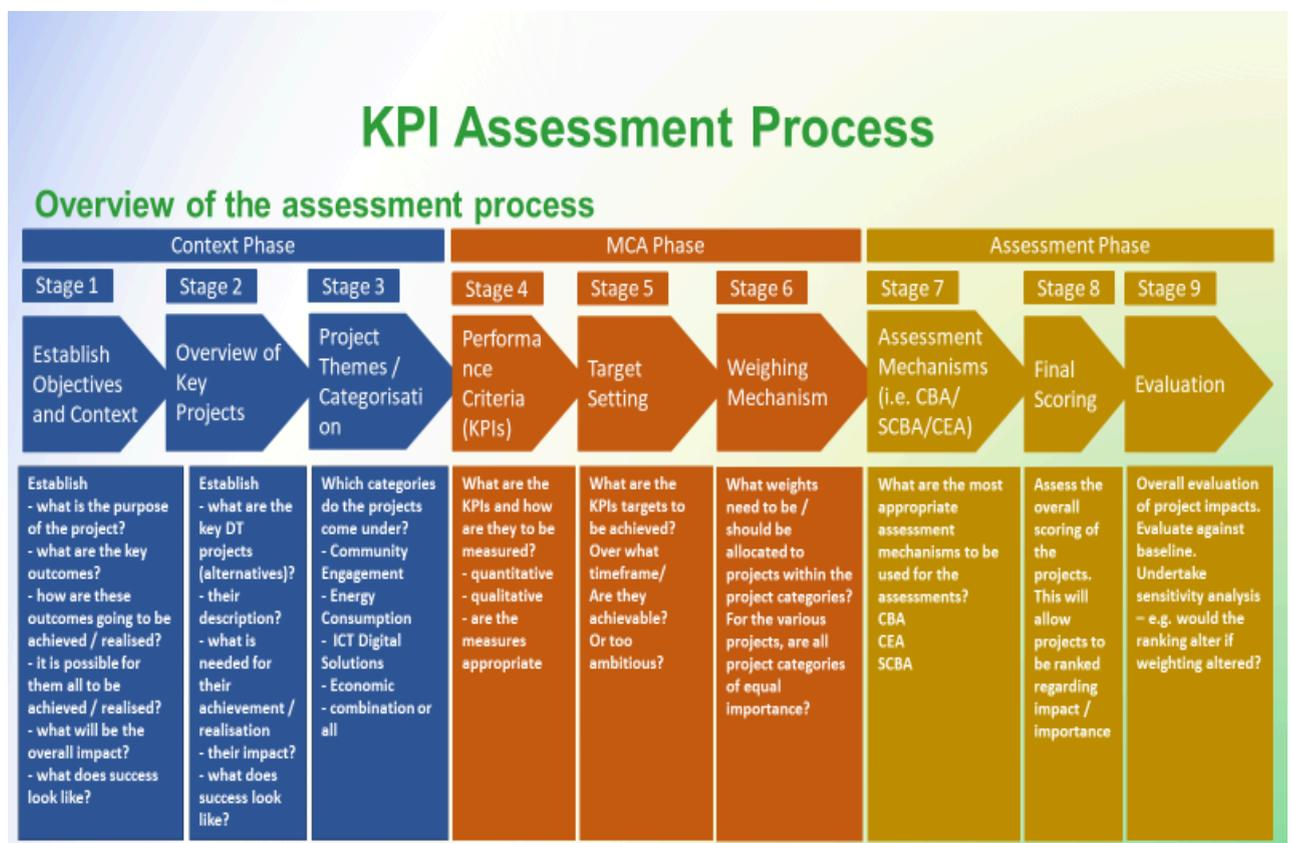 KPI Assessment Process
Overview of the assessment process
Context Phase
MCA Phase
Assessment Phase
Stage 1
Stage 2
Stage 3
Stage 4
Stage 5
Stage 6
Stage 7
Stage 8
Stage 9
Establish
Objectives
and Context
Overview of
Key
Projects
Project
Themes /
Categorisati
on
Performa
nce
Criteria
(KPIs)
Target
Setting
Weighing
Mechanism
Assessment
Mechanisms
(i.e. CBA/
SCBA/CEA)
Final
Scoring
Evaluation
Establish
- what is the purpose
of the project?
- what are the key
outcomes?
- how are these
outcomes going to be
achieved / realised?
- it is possible for
them all to be
achieved / realised?
- what will be the
overall impact?
- what does success
look like?
Establish
- what are the
key DT
projects
(alternatives)?
- their
description?
- what is
needed for
their
achievement /
realisation
- their impact?
- what does
success look
like?
Which categories
do the projects
come under?
- Community
Engagement
- Energy
Consumption
- ICT Digital
Solutions
- Economic
- combination or
all
What are the
KPIs and how
are they to be
measured?
- quantitative
- qualitative
- are the
measures
appropriate
What are the
KPIs targets to
be achieved?
Over what
timeframe/
Are they
achievable?
Or too
ambitious?
What weights
need to be /
should be
allocated to
projects within the
project categories?
For the various
projects, are all
project categories
of equal
importance?
What are the most
appropriate
assessment
mechanisms to be
used for the
assessments?
CBA
CEA
SCBA
Assess the
overall
scoring of
the
projects.
This will
allow
projects to
be ranked
regarding
impact /
importance
Overall evaluation
of project impacts.
Evaluate against
baseline.
Undertake
sensitivity analysis
– e.g. would the
ranking alter if
weighting altered?